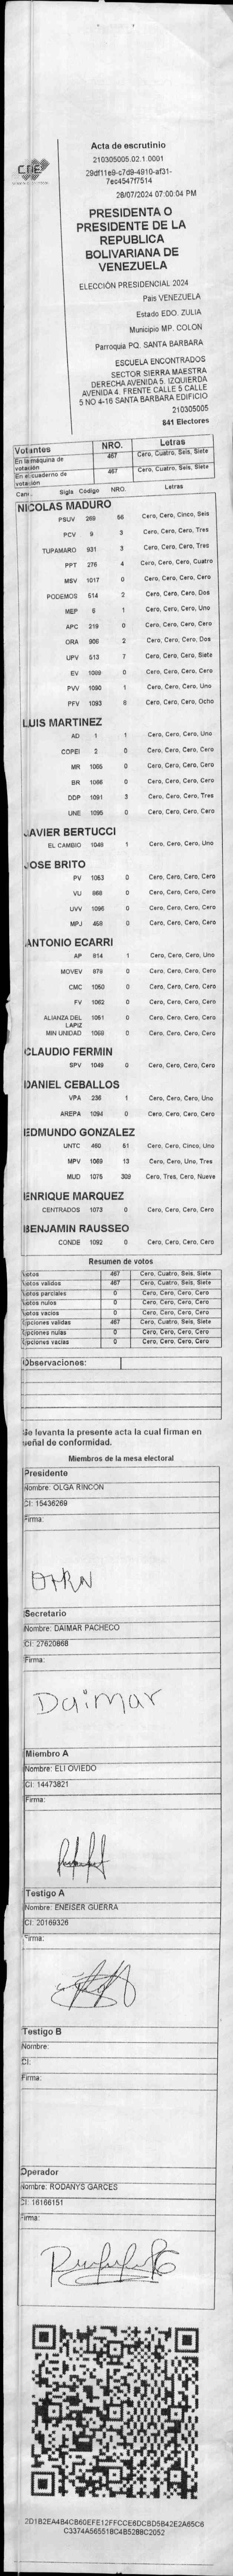 CNE
Acta de escrutinio
210305005.02.1.0001
29df11e9-c7d9-4910-af31-
7ec4547f7514
28/07/2024 07:00:04 PM
PRESIDENTA O
PRESIDENTE DE LA
REPUBLICA
BOLIVARIANA DE
VENEZUELA
ELECCIÓN PRESIDENCIAL 2024
Pais VENEZUELA
Estado EDO. ZULIA
Municipio MP. COLON
Parroquia PQ. SANTA BARBARA
ESCUELA ENCONTRADOS
SECTOR SIERRA MAESTRA
DERECHA AVENIDA 5. IZQUIERDA
AVENIDA 4. FRENTE CALLE 5 CALLE
5 NO 4-16 SANTA BARBARA EDIFICIO
210305005
841 Electores
Votantes NRO. Letras
En la máquina de votación 467 Cero, Cuatro, Seis, Siete
En el cuaderno de votación 467 Cero, Cuatro, Seis, Siete
Sigla Código NRO. Letras
NICOLAS MADURO
PSUV 269 56 Cero, Cero, Cinco, Seis
PCV 9 3 Cero, Cero, Cero, Tres
TUPAMARO 931 3 Cero, Cero, Cero, Tres
PPT 276 4 Cero, Cero, Cero, Cuatro
MSV 1017 0 Cero, Cero, Cero, Cero
PODEMOS 514 2 Cero, Cero, Cero, Dos
MEP 5 1 Cero, Cero, Cero, Uno
APC 219 0 Cero, Cero, Cero, Cero
ORA 906 2 Cero, Cero, Cero, Dos
UPV 513 7 Cero, Cero, Cero, Siete
EV 1089 0 Cero, Cero, Cero, Cero
PVV 1090 1 Cero, Cero, Cero, Uno
PFV 1093 8 Cero, Cero, Cero, Ocho
LUIS MARTINEZ
AD 1 1 Cero, Cero, Cero, Uno
COPEI 2 0 Cero, Cero, Cero, Cero
MR 1065 0 Cero, Cero, Cero, Cero
BR 1066 0 Cero, Cero, Cero, Cero
DDP 1091 3 Cero, Cero, Cero, Tres
UNE 1095 0 Cero, Cero, Cero, Cero
JAVIER BERTUCCI
EL CAMBIO 1049 1 Cero, Cero, Cero, Uno
JOSE BRITO
PV 1053 0 Cero, Cero, Cero, Cero
VU 868 0 Cero, Cero, Cero, Cero
UVV 1096 0 Cero, Cero, Cero, Cero
MPJ 458 0 Cero, Cero, Cero, Cero
ANTONIO ECARRI
AP 814 1 Cero, Cero, Cero, Uno
MOVEV 879 0 Cero, Cero, Cero, Cero
CMC 1050 0 Cero, Cero, Cero, Cero
FV 1062 0 Cero, Cero, Cero, Cero
ALIANZA DEL LAPIZ 1051 0 Cero, Cero, Cero, Cero
MIN UNIDAD 1069 0 Cero, Cero, Cero, Cero
CLAUDIO FERMIN
SPV 1049 0 Cero, Cero, Cero, Cero
DANIEL CEBALLOS
VPA 236 1 Cero, Cero, Cero, Uno
AREPA 1094 0 Cero, Cero, Cero, Cero
EDMUNDO GONZALEZ
UNTC 460 51 Cero, Cero, Cinco, Uno
MPV 1069 13 Cero, Cero, Uno, Tres
MUD 1075 309 Cero, Tres, Cero, Nueve
ENRIQUE MARQUEZ
CENTRADOS 1073 0 Cero, Cero, Cero, Cero
BENJAMIN RAUSSEO
CONDE 1092 0 Cero, Cero, Cero, Cero
Resumen de votos
Votos 467 Cero, Cuatro, Seis, Siete
Votos validos 467 Cero, Cuatro, Seis, Siete
Votos parciales 0 Cero, Cero, Cero, Cero
Votos nulos 0 Cero, Cero, Cero, Cero
Votos vacios 0 Cero, Cero, Cero, Cero
Opciones validas 467 Cero, Cuatro, Seis, Siete
Opciones nulas 0 Cero, Cero, Cero, Cero
Opciones vacias 0 Cero, Cero, Cero, Cero
Observaciones:
Se levanta la presente acta la cual firman en
señal de conformidad.
Miembros de la mesa electoral
Presidente
Nombre: OLGA RINCON
CI: 15436269
Firma:
Secretario
Nombre: DAIMAR PACHECO
CI: 27620868
Firma:
Daimar
Miembro A
Nombre: ELI OVIEDO
CI: 14473821
Firma:
Testigo A
Nombre: ENEISER GUERRA
CI: 20169326
Firma:
Testigo B
Nombre:
CI:
Firma:
Operador
Nombre: RODANYS GARCES
CI: 16166151
Firma:
2D1B2EA4B4CB60EFE12FFCCE6DCBD5B42E2A65C6
C3374A565518C4B5288C2052